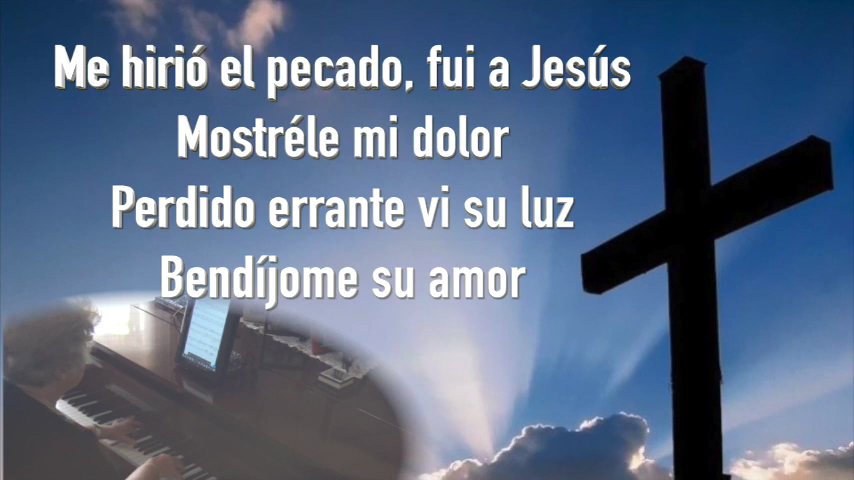 Me hirió el pecado, fui a Jesús
Mostréle mi dolor
Perdido errante vi su luz
Bendíjome su amor